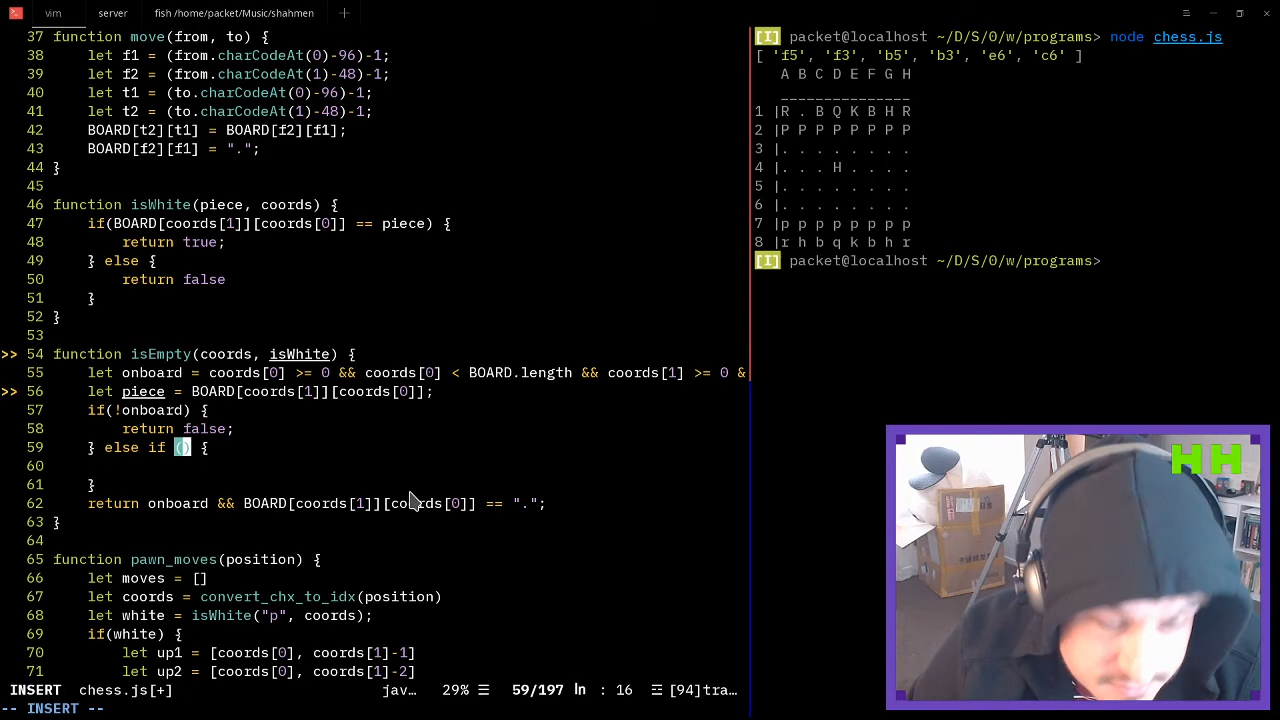 vim server fish /home/packet/Music/shahmen +
37 function move(from, to) {
38     let f1 = (from.charCodeAt(0)-96)-1;
39     let f2 = (from.charCodeAt(1)-48)-1;
40     let t1 = (to.charCodeAt(0)-96)-1;
41     let t2 = (to.charCodeAt(1)-48)-1;
42     BOARD[t2][t1] = BOARD[f2][f1];
43     BOARD[f2][f1] = ".";
44 }
45
46 function isWhite(piece, coords) {
47     if(BOARD[coords[1]][coords[0]] == piece) {
48         return true;
49     } else {
50         return false
51     }
52 }
53
>> 54 function isEmpty(coords, isWhite) {
55     let onboard = coords[0] >= 0 && coords[0] < BOARD.length && coords[1] >= 0 &
>> 56     let piece = BOARD[coords[1]][coords[0]];
57     if(!onboard) {
58         return false;
59     } else if () {
60
61     }
62     return onboard && BOARD[coords[1]][coords[0]] == ".";
63 }
64
65 function pawn_moves(position) {
66     let moves = []
67     let coords = convert_chx_to_idx(position)
68     let white = isWhite("p", coords);
69     if(white) {
70         let up1 = [coords[0], coords[1]-1]
71         let up2 = [coords[0], coords[1]-2]
INSERT chess.js[+] jav… 29% ☰ 59/197 ln : 16 ☲ [94]tra…
-- INSERT --
[I] packet@localhost ~/D/S/0/w/programs> node chess.js
[ 'f5', 'f3', 'b5', 'b3', 'e6', 'c6' ]
A B C D E F G H
_______________
1 |R . B Q K B H R
2 |P P P P P P P P
3 |. . . . . . . .
4 |. . . H . . . .
5 |. . . . . . . .
6 |. . . . . . . .
7 |p p p p p p p p
8 |r h b q k b h r
[I] packet@localhost ~/D/S/0/w/programs>
HH